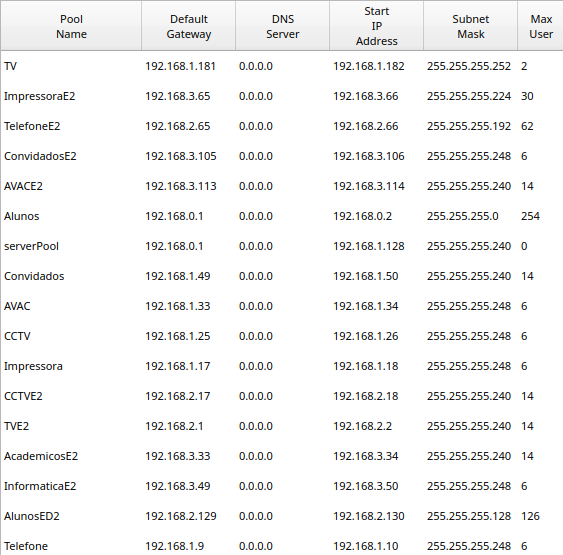 Pool Name Default Gateway DNS Server Start IP Address Subnet Mask Max User
TV 192.168.1.181 0.0.0.0 192.168.1.182 255.255.255.252 2
ImpressoraE2 192.168.3.65 0.0.0.0 192.168.3.66 255.255.255.224 30
TelefoneE2 192.168.2.65 0.0.0.0 192.168.2.66 255.255.255.192 62
ConvidadosE2 192.168.3.105 0.0.0.0 192.168.3.106 255.255.255.248 6
AVACE2 192.168.3.113 0.0.0.0 192.168.3.114 255.255.255.240 14
Alunos 192.168.0.1 0.0.0.0 192.168.0.2 255.255.255.0 254
serverPool 192.168.0.1 0.0.0.0 192.168.1.128 255.255.255.240 0
Convidados 192.168.1.49 0.0.0.0 192.168.1.50 255.255.255.240 14
AVAC 192.168.1.33 0.0.0.0 192.168.1.34 255.255.255.248 6
CCTV 192.168.1.25 0.0.0.0 192.168.1.26 255.255.255.248 6
Impressora 192.168.1.17 0.0.0.0 192.168.1.18 255.255.255.248 6
CCTVE2 192.168.2.17 0.0.0.0 192.168.2.18 255.255.255.240 14
TVE2 192.168.2.1 0.0.0.0 192.168.2.2 255.255.255.240 14
AcademicosE2 192.168.3.33 0.0.0.0 192.168.3.34 255.255.255.240 14
InformaticaE2 192.168.3.49 0.0.0.0 192.168.3.50 255.255.255.248 6
AlunosED2 192.168.2.129 0.0.0.0 192.168.2.130 255.255.255.128 126
Telefone 192.168.1.9 0.0.0.0 192.168.1.10 255.255.255.248 6